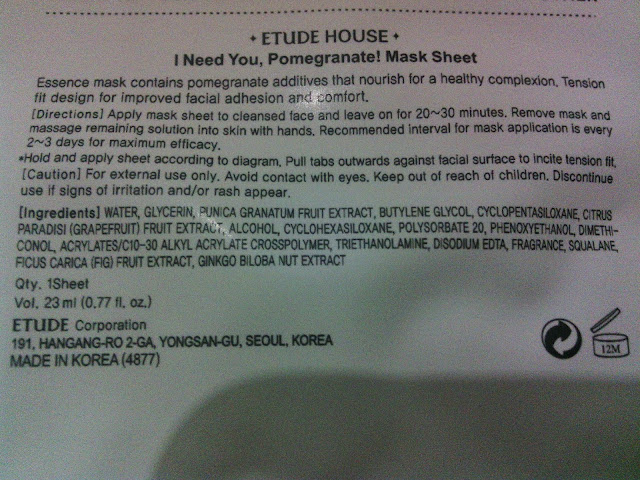 ✦ ETUDE HOUSE ✦
I Need You, Pomegranate! Mask Sheet
Essence mask contains pomegranate additives that nourish for a healthy complexion. Tension
fit design for improved facial adhesion and comfort.
[Directions] Apply mask sheet to cleansed face and leave on for 20~30 minutes. Remove mask and
massage remaining solution into skin with hands. Recommended interval for mask application is every
2~3 days for maximum efficacy.
*Hold and apply sheet according to diagram. Pull tabs outwards against facial surface to incite tension fit.
[Caution] For external use only. Avoid contact with eyes. Keep out of reach of children. Discontinue
use if signs of irritation and/or rash appear.
[Ingredients] WATER, GLYCERIN, PUNICA GRANATUM FRUIT EXTRACT, BUTYLENE GLYCOL, CYCLOPENTASILOXANE, CITRUS
PARADISI (GRAPEFRUIT) FRUIT EXTRACT, ALCOHOL, CYCLOHEXASILOXANE, POLYSORBATE 20, PHENOXYETHANOL, DIMETHI-
CONOL, ACRYLATES/C10-30 ALKYL ACRYLATE CROSSPOLYMER, TRIETHANOLAMINE, DISODIUM EDTA, FRAGRANCE, SQUALANE,
FICUS CARICA (FIG) FRUIT EXTRACT, GINKGO BILOBA NUT EXTRACT
Qty. 1Sheet
Vol. 23 ml (0.77 fl. oz.)
ETUDE Corporation
191, HANGANG-RO 2-GA, YONGSAN-GU, SEOUL, KOREA
MADE IN KOREA (4877)
12M